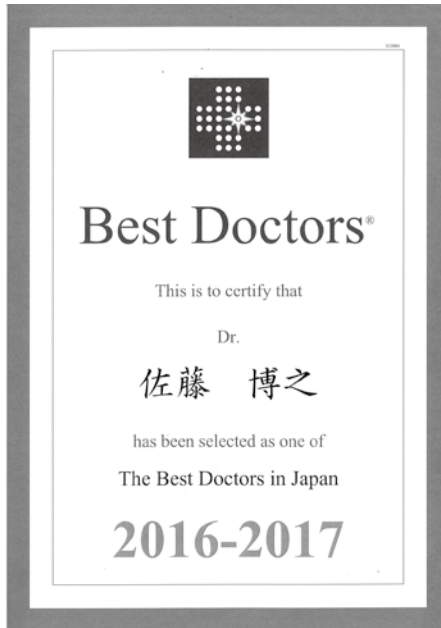 Best Doctors®
This is to certify that
Dr.
佐藤 博之
has been selected as one of
The Best Doctors in Japan
2016-2017